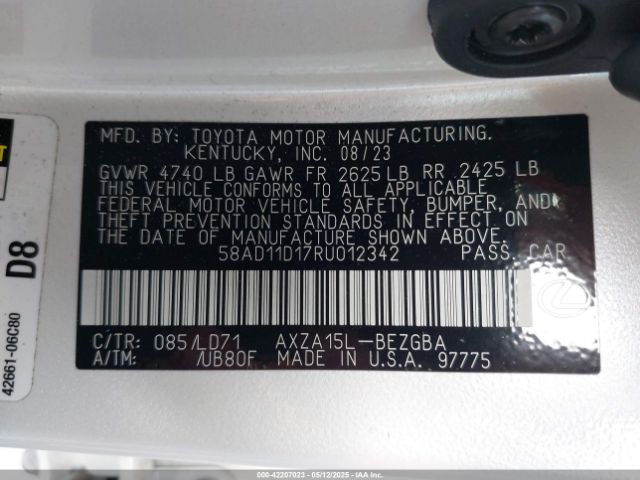 MFD. BY: TOYOTA MOTOR MANUFACTURING.
KENTUCKY, INC. 08/23
GVWR 4740 LB GAWR FR 2625 LB RR 2425 LB
THIS VEHICLE CONFORMS TO ALL APPLICABLE
FEDERAL MOTOR VEHICLE SAFETY, BUMPER, AND
THEFT PREVENTION STANDARDS IN EFFECT ON
THE DATE OF MANUFACTURE SHOWN ABOVE.
58AD11D17RU012342 PASS. CAR
C/TR: 085/LD71 AXZA15L-BEZGBA
A/TM: /UB80F MADE IN U.S.A. 97775
D8
42661-06C80
000-42207023 - 05/12/2025 - IAAI.COM